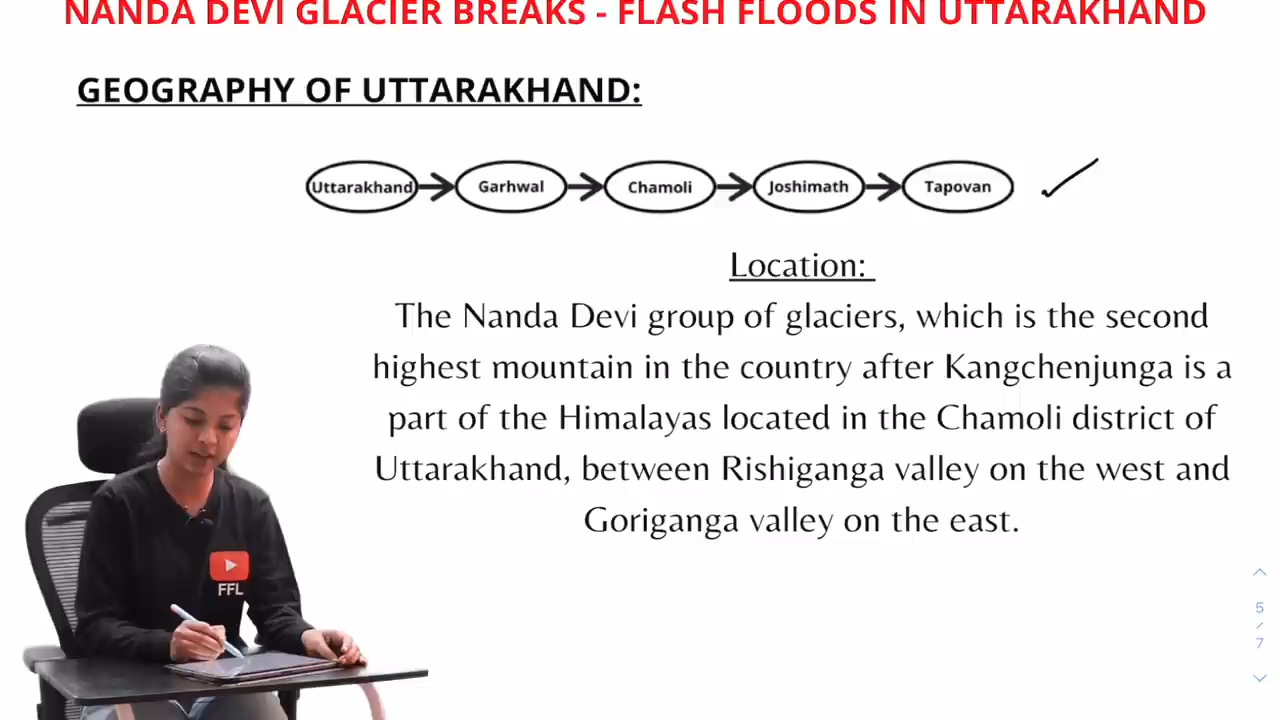 NANDA DEVI GLACIER BREAKS - FLASH FLOODS IN UTTARAKHAND
GEOGRAPHY OF UTTARAKHAND:
Uttarakhand Garhwal Chamoli Joshimath Tapovan
Location:
The Nanda Devi group of glaciers, which is the second
highest mountain in the country after Kangchenjunga is a
part of the Himalayas located in the Chamoli district of
Uttarakhand, between Rishiganga valley on the west and
Goriganga valley on the east.
FFL
5
/
7